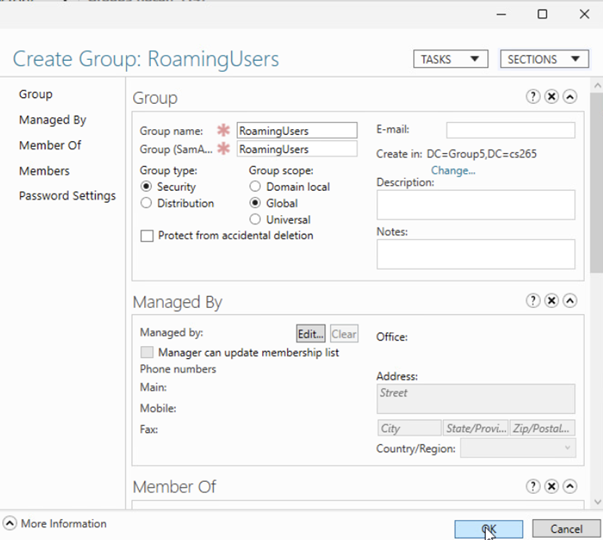 Create Group: RoamingUsers
TASKS
SECTIONS
Group
Managed By
Member Of
Members
Password Settings
Group
Group name: * RoamingUsers
Group (SamA... * RoamingUsers
Group type:
Security
Distribution
Group scope:
Domain local
Global
Universal
Protect from accidental deletion
E-mail:
Create in: DC=Group5,DC=cs265
Change...
Description:
Notes:
Managed By
Managed by:
Edit...
Clear
Manager can update membership list
Phone numbers
Main:
Mobile:
Fax:
Office:
Address:
Street
City
State/Provi...
Zip/Postal...
Country/Region:
Member Of
More Information
OK
Cancel